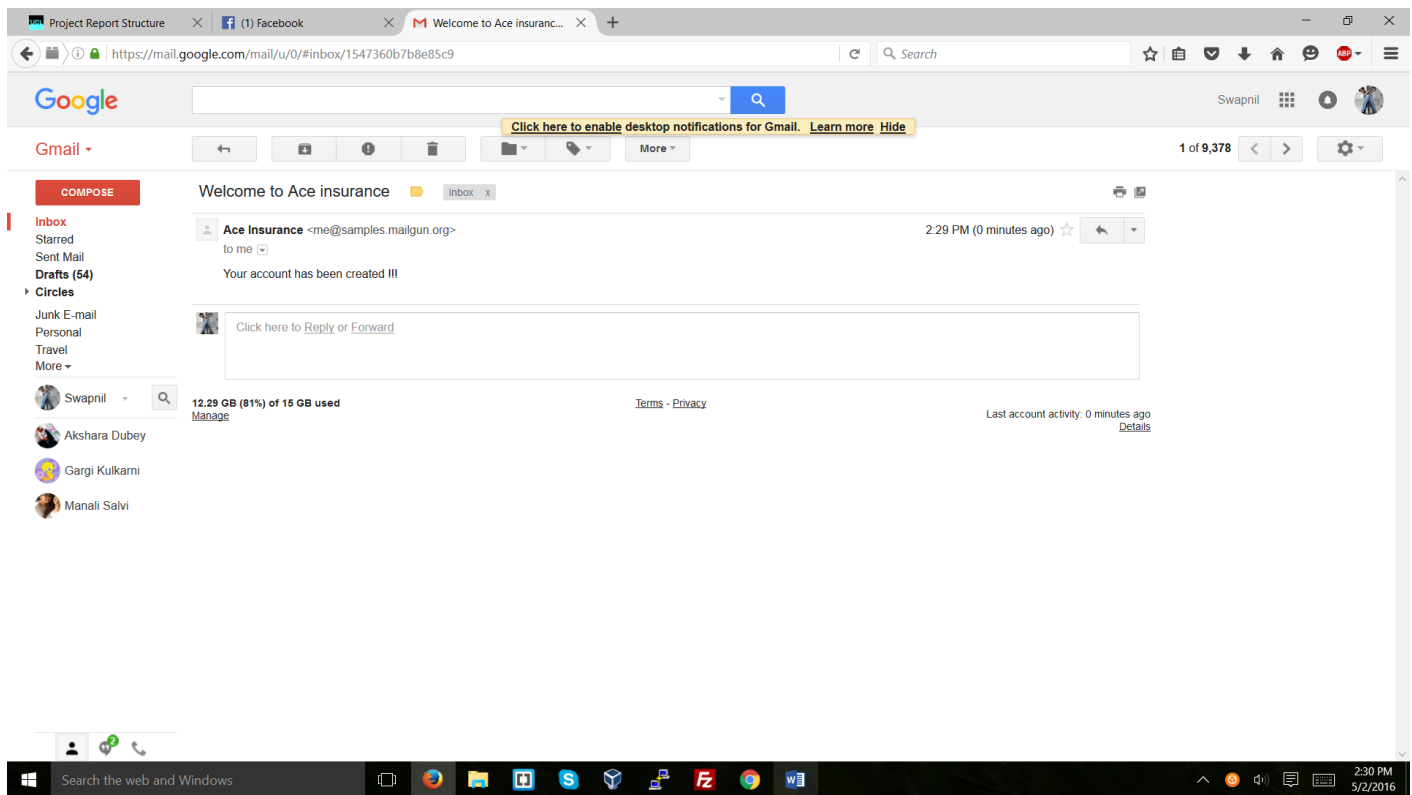 Project Report Structure
(1) Facebook
Welcome to Ace insuranc...
https://mail.google.com/mail/u/0/#inbox/1547360b7b8e85c9
Search
ABP
Google
Swapnil
Click here to enable desktop notifications for Gmail. Learn more Hide
Gmail
More
1 of 9,378
COMPOSE
Welcome to Ace insurance
Inbox x
Inbox
Starred
Sent Mail
Drafts (54)
Circles
Junk E-mail
Personal
Travel
More
Ace Insurance <me@samples.mailgun.org>
2:29 PM (0 minutes ago)
to me
Your account has been created !!!
Click here to Reply or Forward
Swapnil
Akshara Dubey
Gargi Kulkarni
Manali Salvi
12.29 GB (81%) of 15 GB used
Manage
Terms - Privacy
Last account activity: 0 minutes ago
Details
2
Search the web and Windows
2:30 PM
5/2/2016